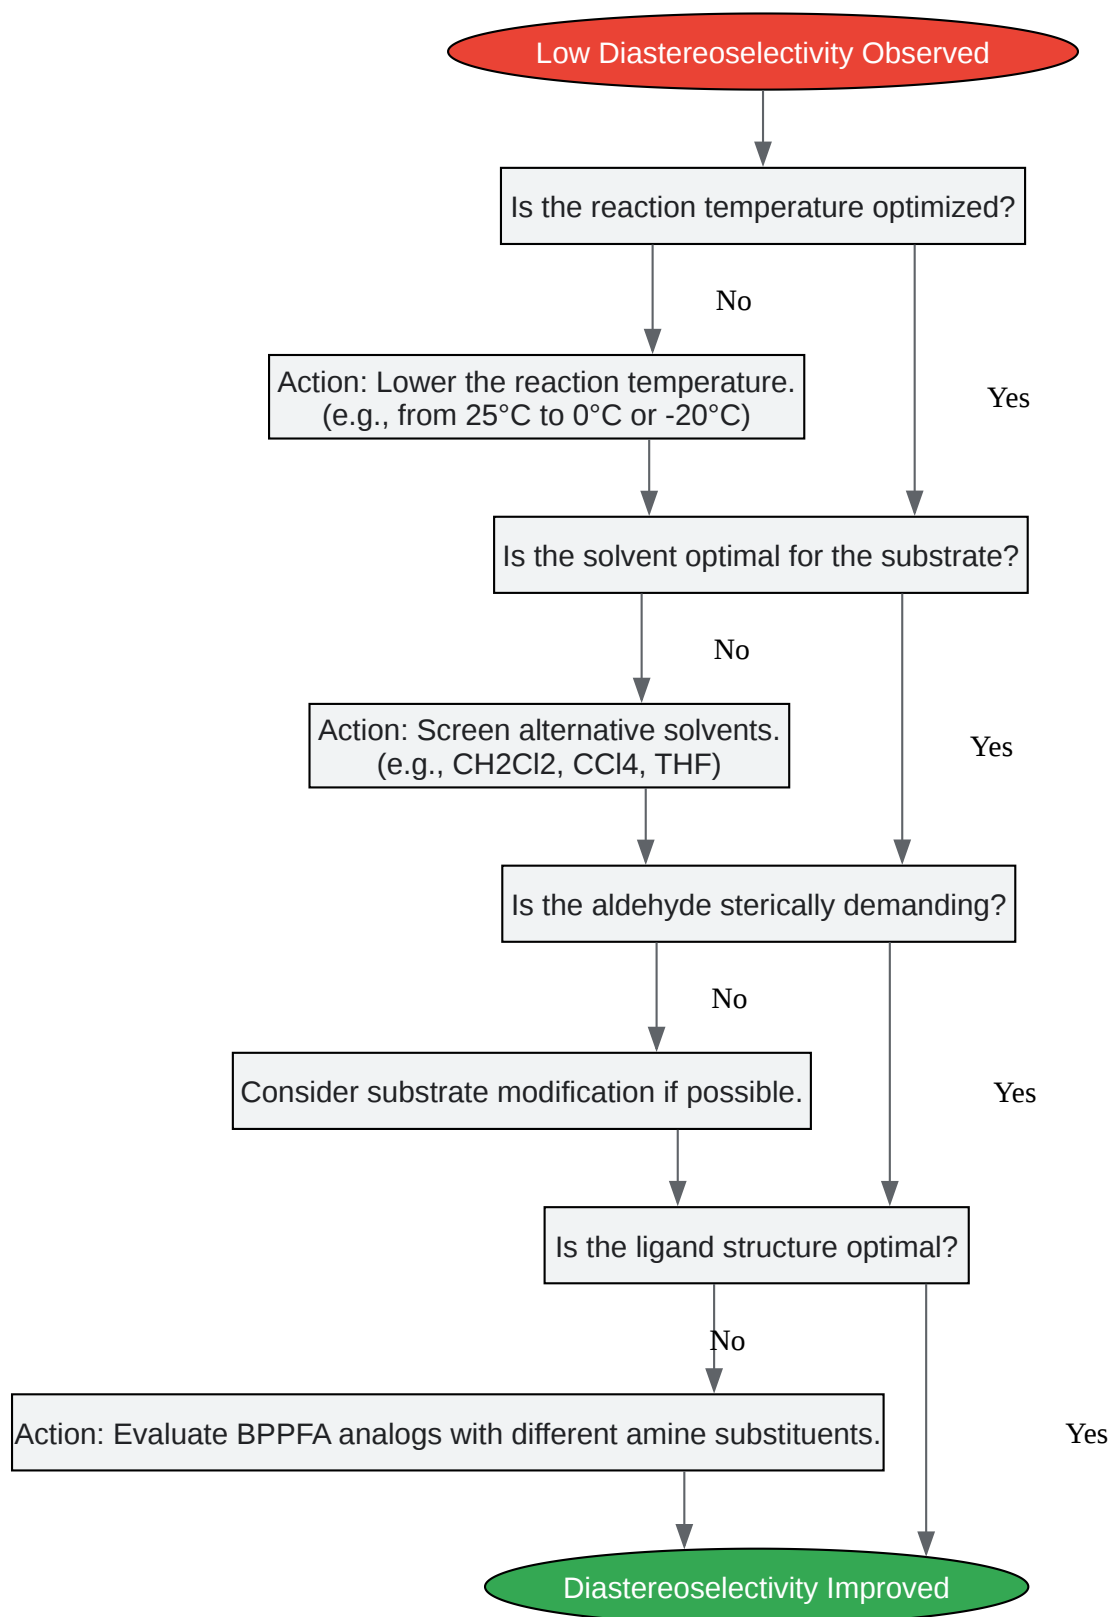 Low Diastereoselectivity Observed
Is the reaction temperature optimized?
No
Action: Lower the reaction temperature.
(e.g., from 25°C to 0°C or -20°C)
Yes
Is the solvent optimal for the substrate?
No
Action: Screen alternative solvents.
(e.g., CH2Cl2, CCl4, THF)
Yes
Is the aldehyde sterically demanding?
No
Consider substrate modification if possible.
Yes
Is the ligand structure optimal?
No
Action: Evaluate BPPFA analogs with different amine substituents.
Yes
Diastereoselectivity Improved